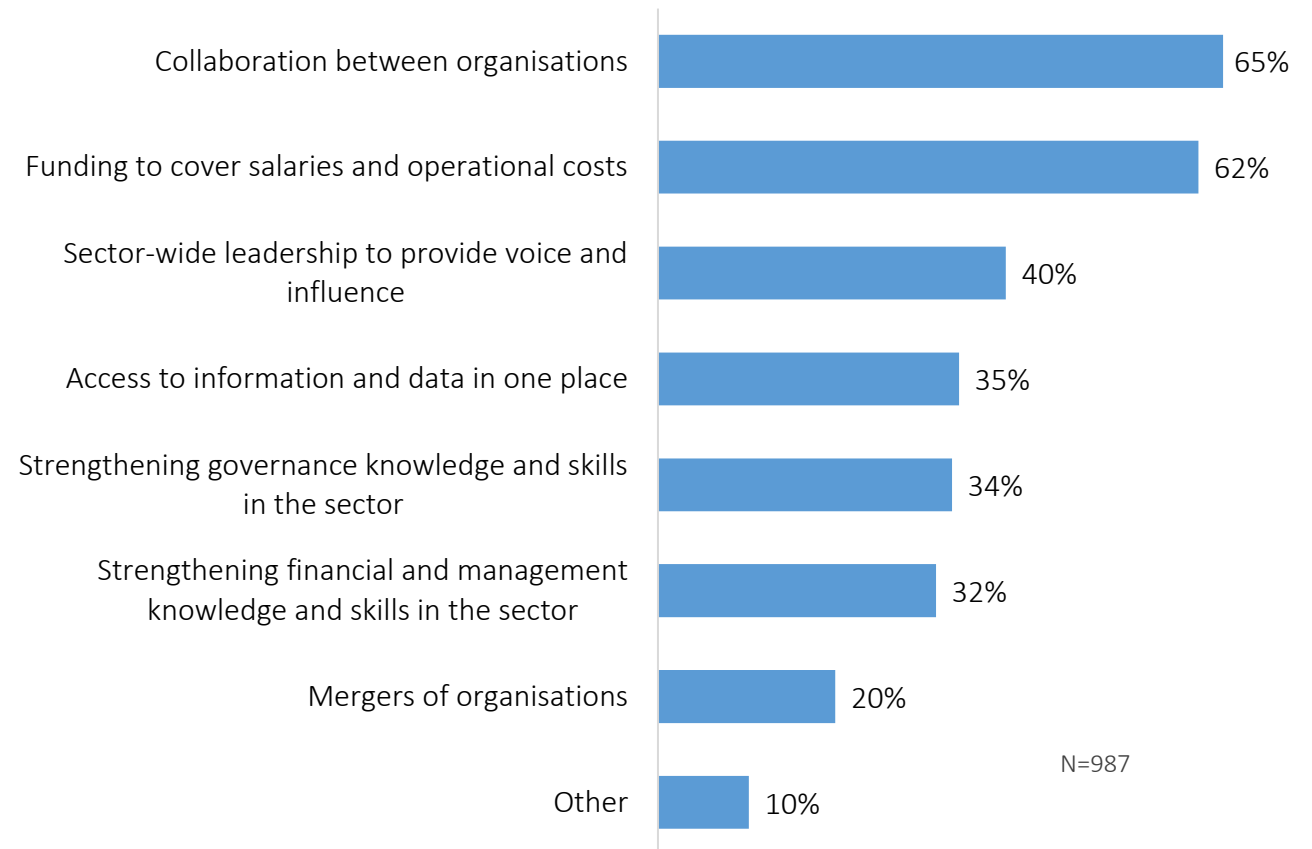 Collaboration between organisations
65%
Funding to cover salaries and operational costs
62%
Sector-wide leadership to provide voice and
influence
40%
Access to information and data in one place
35%
Strengthening governance knowledge and skills
in the sector
34%
Strengthening financial and management
knowledge and skills in the sector
32%
Mergers of organisations
20%
N=987
Other
10%